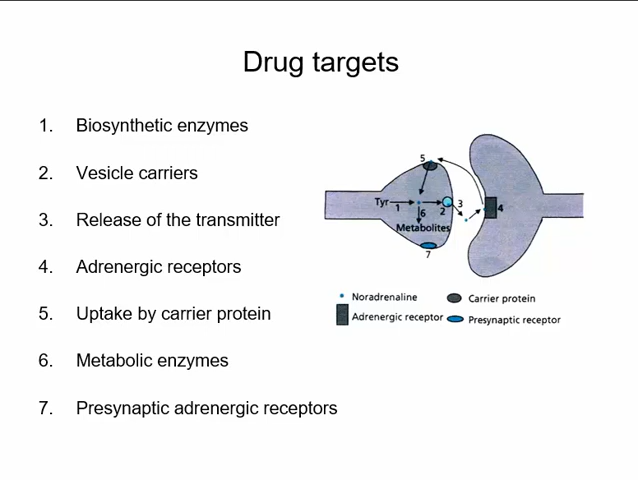 Drug targets
1. Biosynthetic enzymes
2. Vesicle carriers
3. Release of the transmitter
4. Adrenergic receptors
5. Uptake by carrier protein
6. Metabolic enzymes
7. Presynaptic adrenergic receptors
5
Tyr 1 2 3 4
6
Metabolites
7
Noradrenaline Carrier protein
Adrenergic receptor Presynaptic receptor